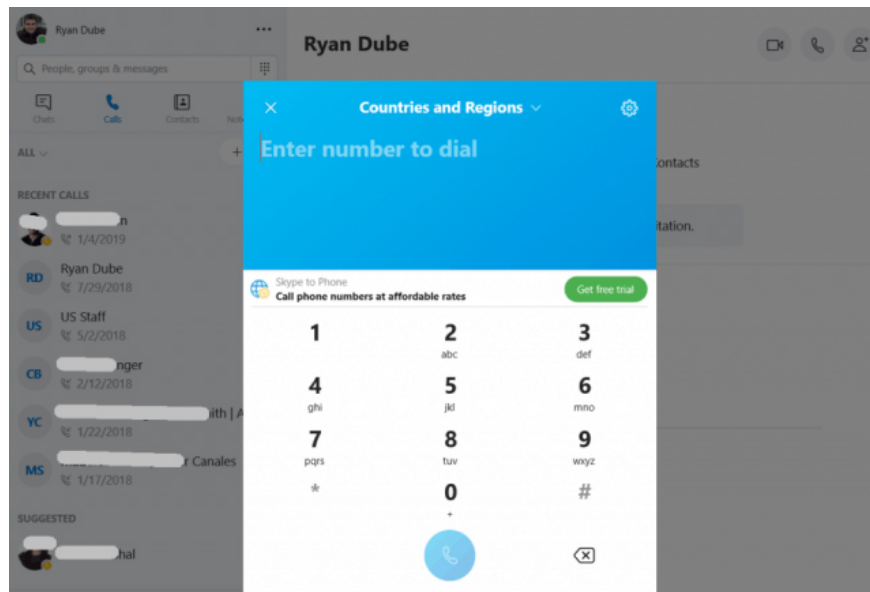 Ryan Dube
People, groups & messages
Chats
Calls
Contacts
ALL
RECENT CALLS
n
1/4/2019
RD
Ryan Dube
7/29/2018
US
US Staff
5/2/2018
CB
nger
2/12/2018
YC
ith | A
1/22/2018
MS
r Canales
1/17/2018
SUGGESTED
hal
Ryan Dube
ontacts
itation.
Countries and Regions
Enter number to dial
Skype to Phone
Call phone numbers at affordable rates
Get free trial
1 2 3
abc def
4 5 6
ghi jkl mno
7 8 9
pqrs tuv wxyz
* 0 #
+